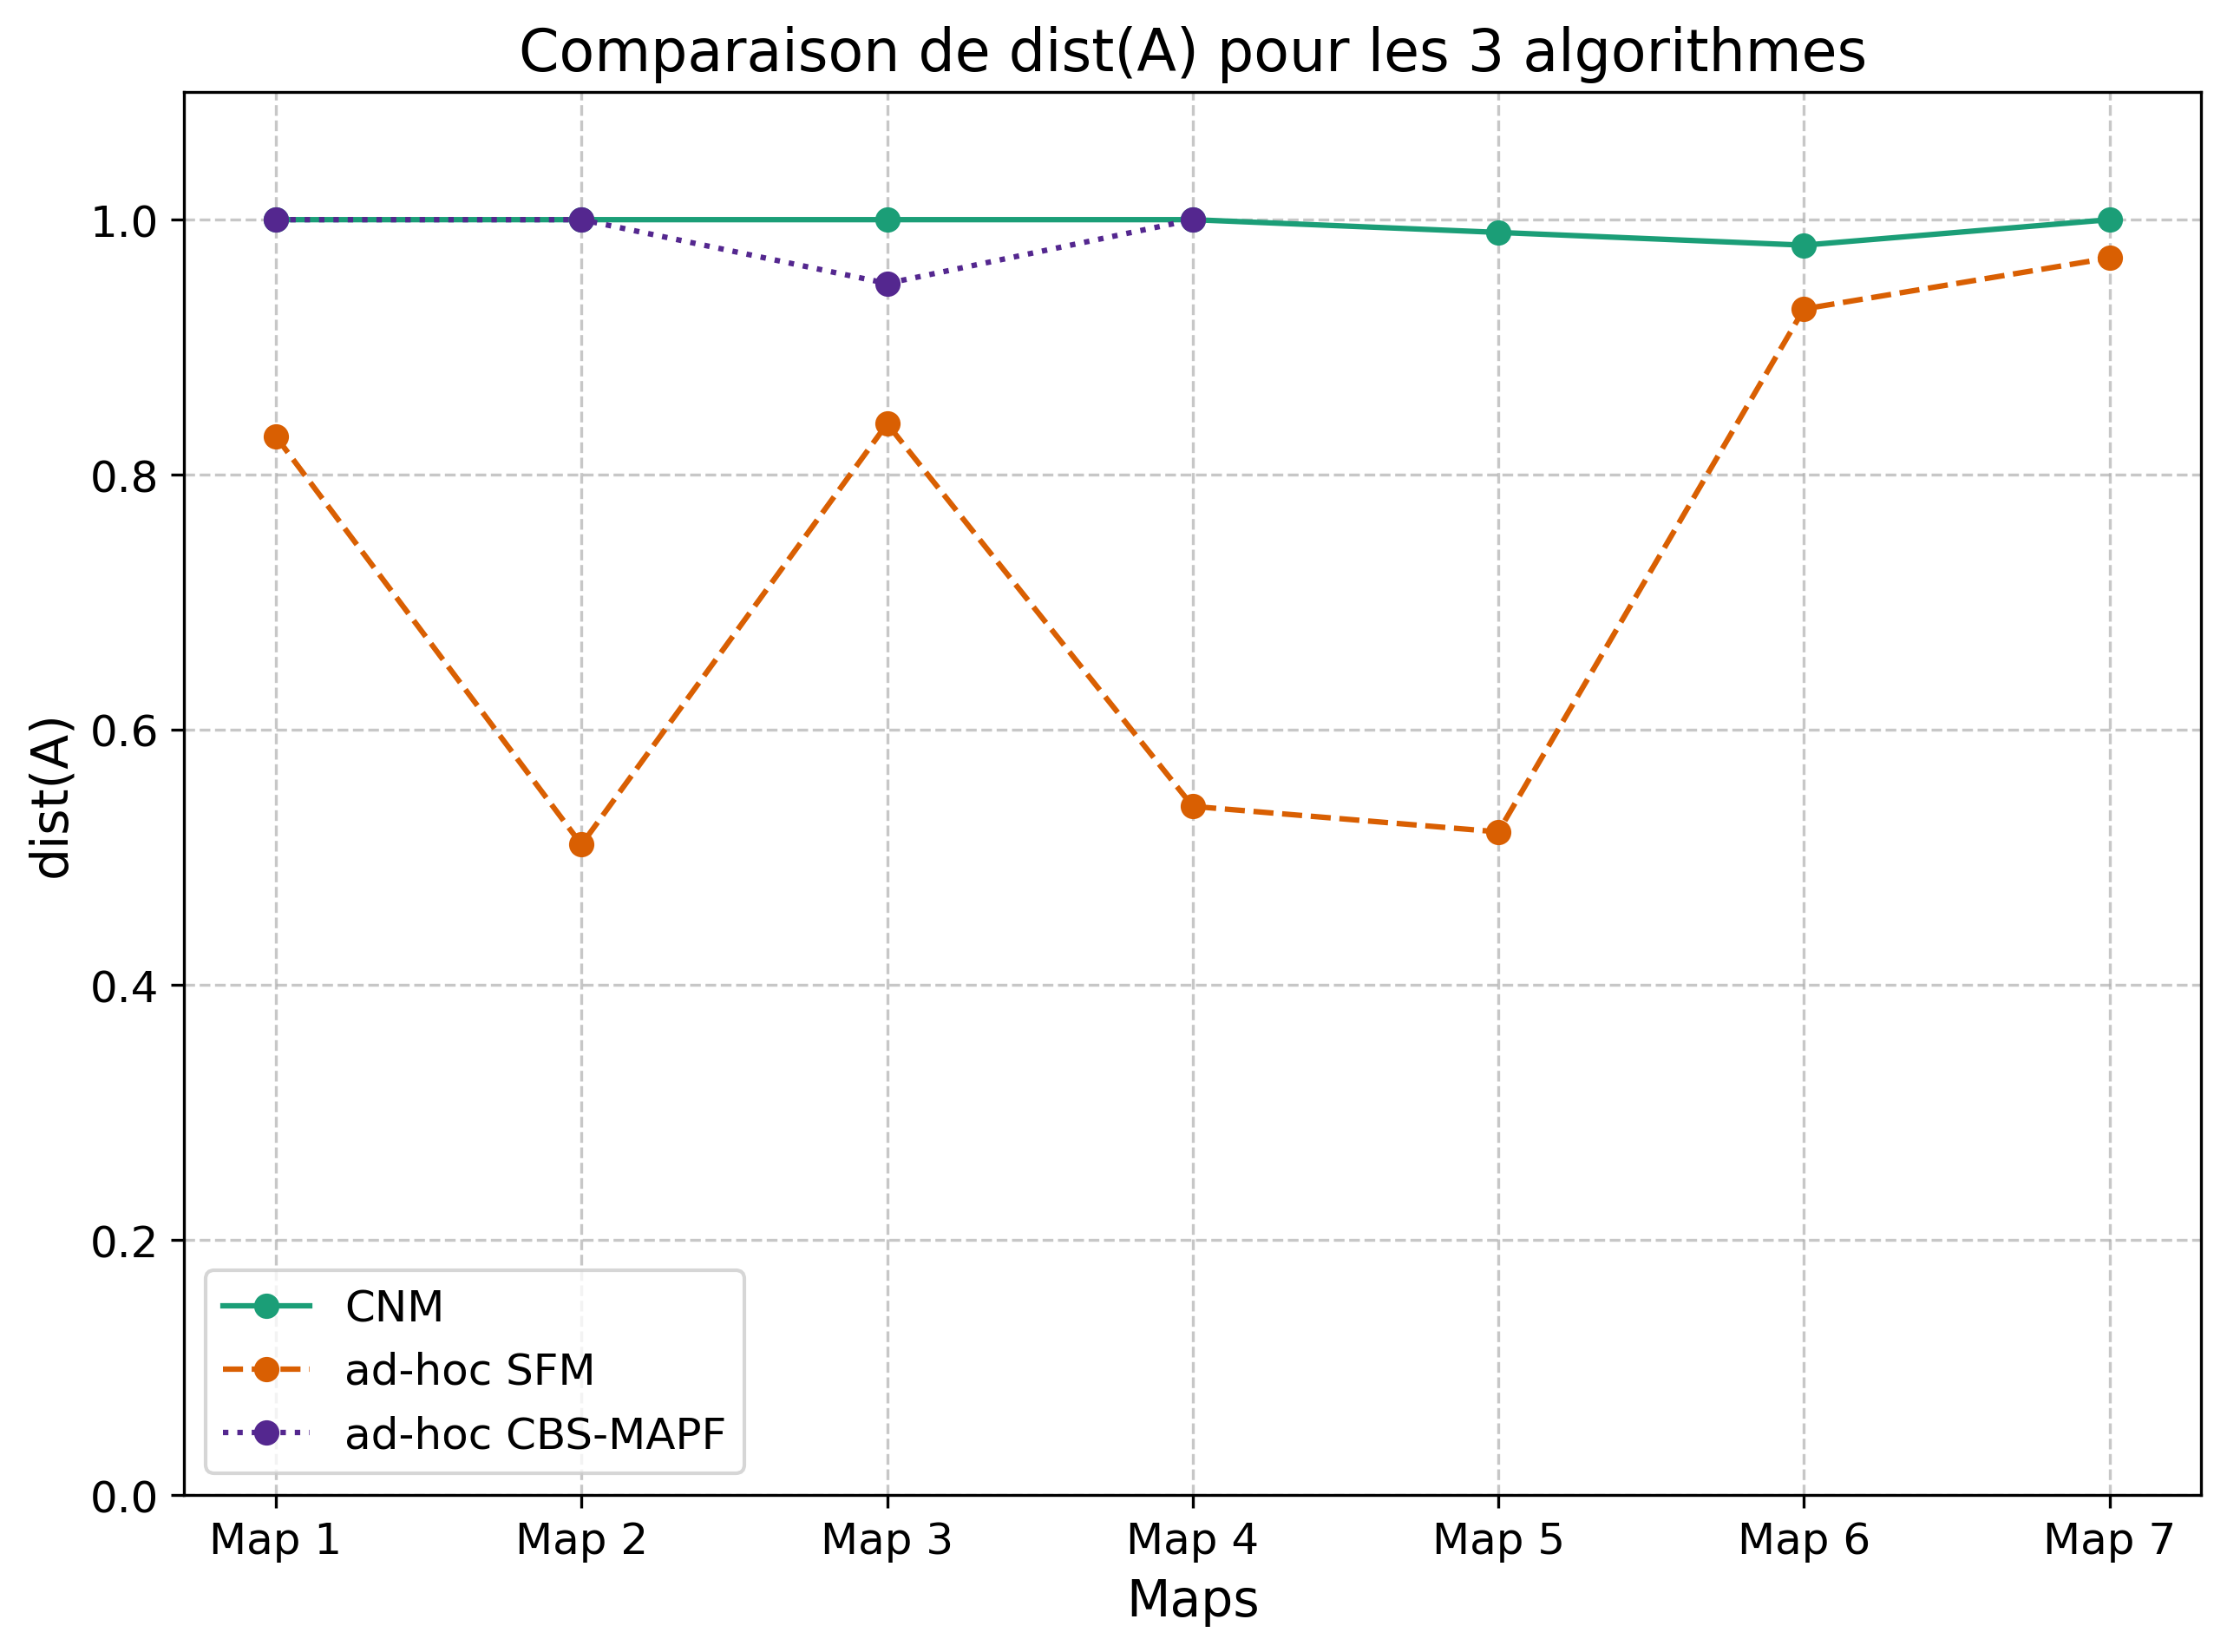 Comparaison de dist(A) pour les 3 algorithmes
dist(A)
1.0
0.8
0.6
0.4
0.2
0.0
CNM
ad-hoc SFM
ad-hoc CBS-MAPF
Map 1 Map 2 Map 3 Map 4 Map 5 Map 6 Map 7
Maps